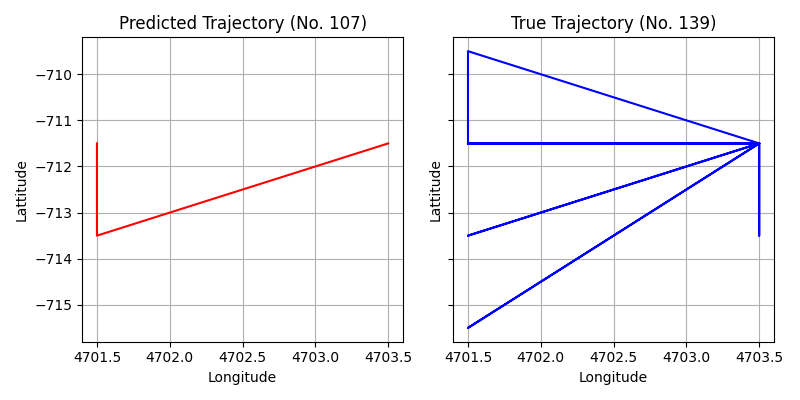 Predicted Trajectory (No. 107)
True Trajectory (No. 139)
Lattitude
−710
−711
−712
−713
−714
−715
4701.5
4702.0
4702.5
4703.0
4703.5
Longitude
Lattitude
4701.5
4702.0
4702.5
4703.0
4703.5
Longitude